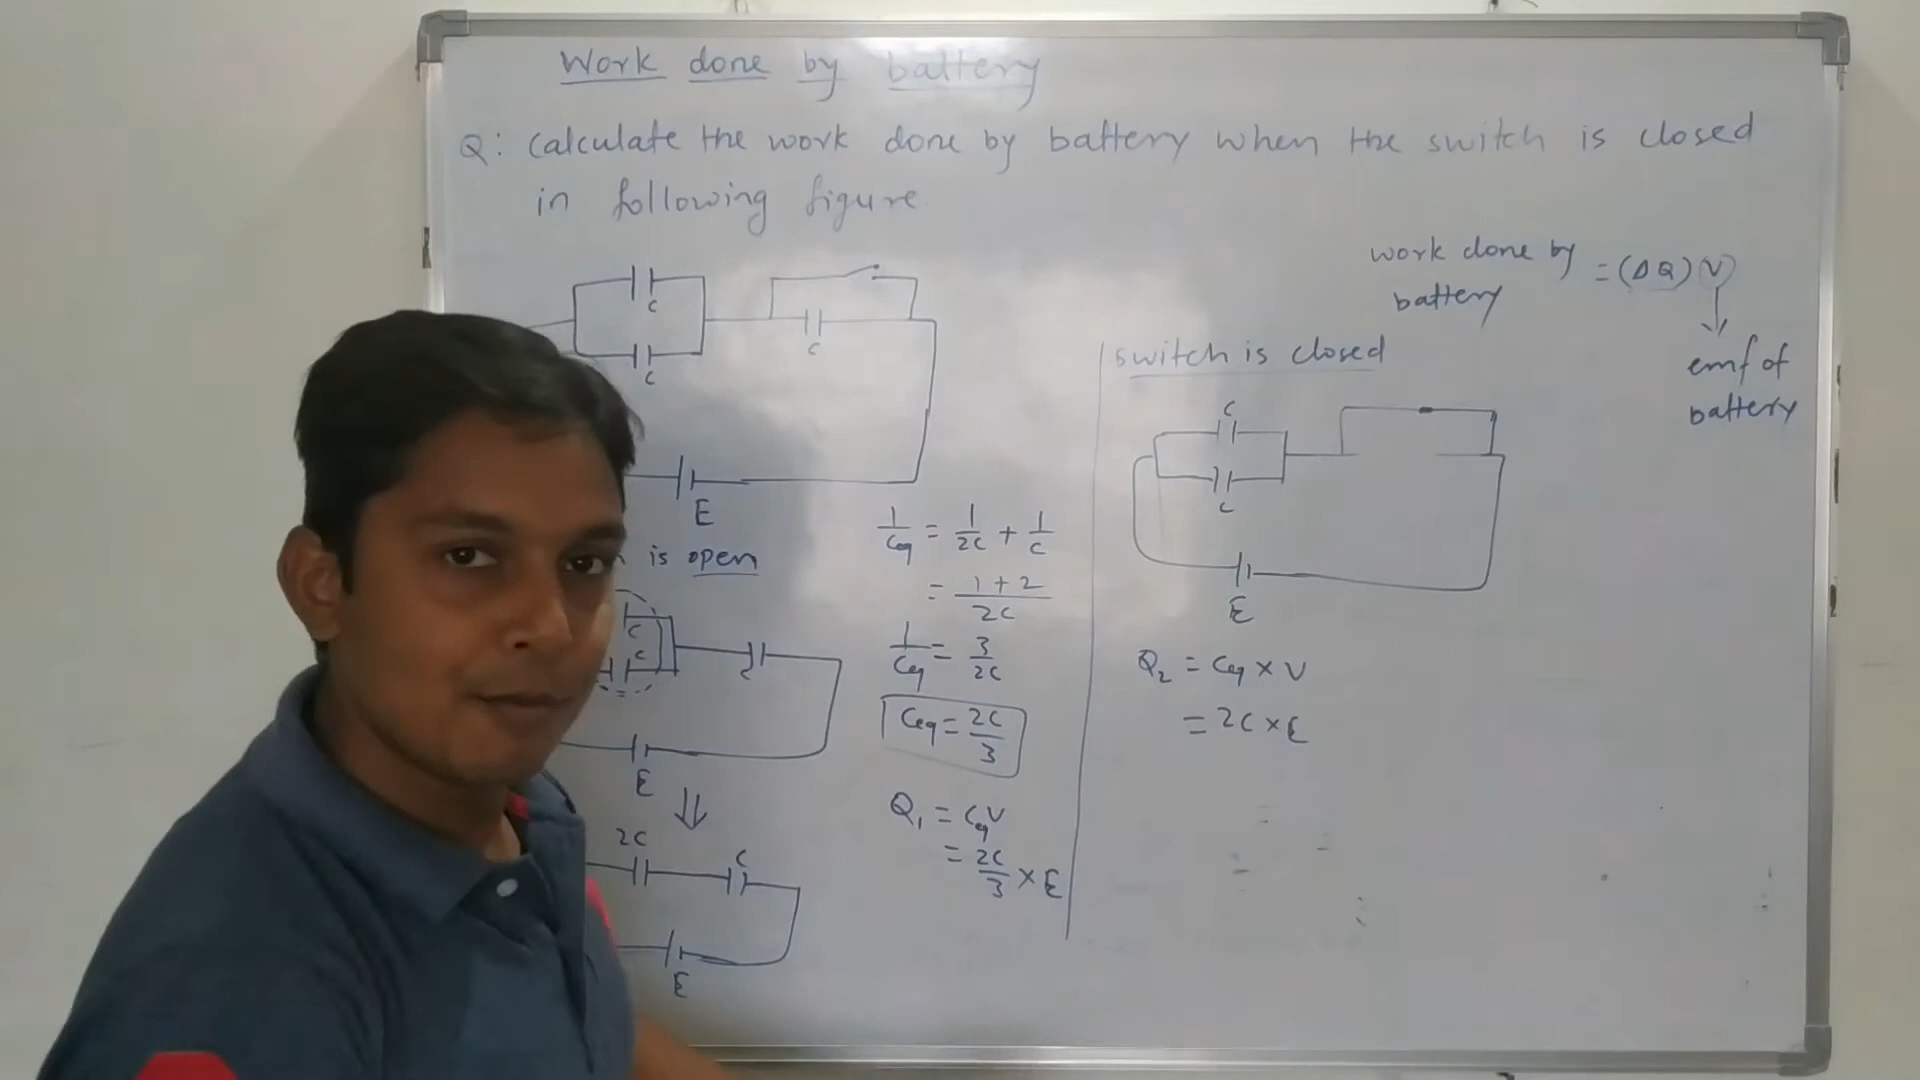 Work done by battery
Q: Calculate the work done by battery when the switch is closed
in following figure
C
C
C
E
is open
C
C
C
E
⇓
2C
C
E
1/Ceq = 1/2C + 1/C
= 1+2/2C
1/Ceq = 3/2C
Ceq = 2C/3
Q₁ = CeqV
= 2C/3 × E
work done by battery = (ΔQ)(V)
↓
emf of
battery
switch is closed
C
C
E
Q₂ = Ceq × V
= 2C × E